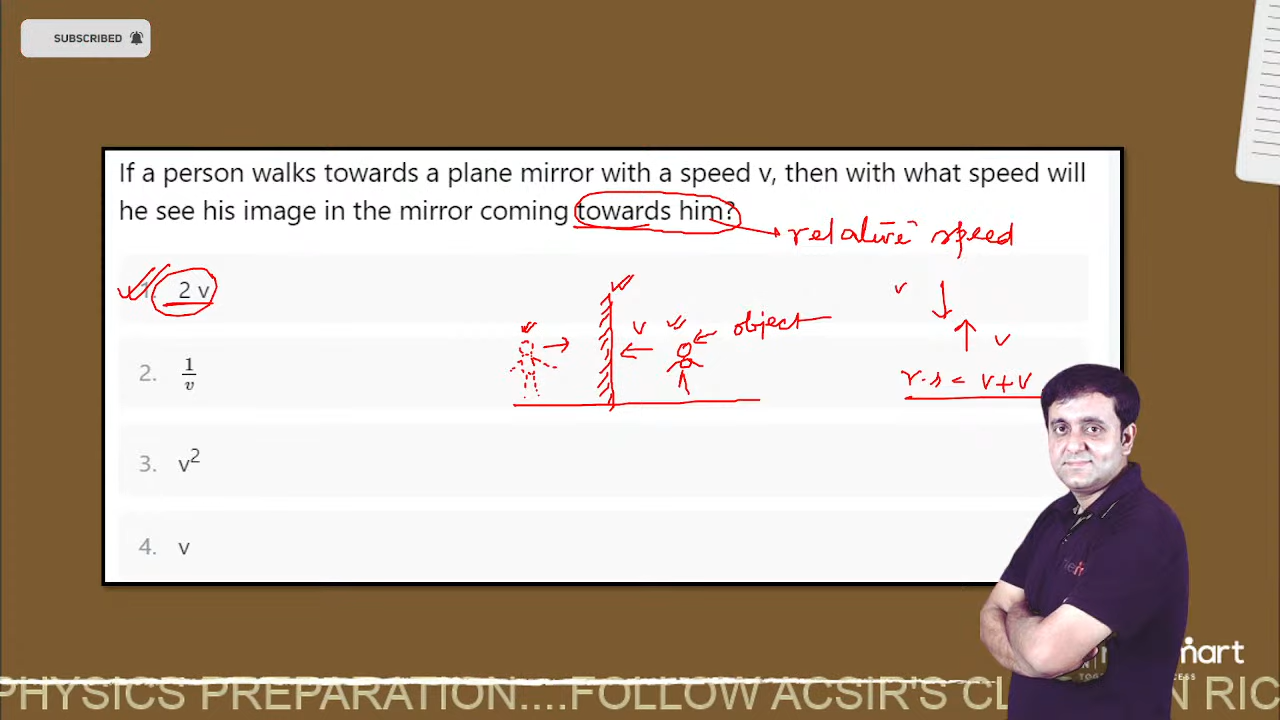 SUBSCRIBED
If a person walks towards a plane mirror with a speed v, then with what speed will
he see his image in the mirror coming towards him?
relative speed
1. 2 v
v
v
object
v
2. 1/v
r.s = v+v
3. v²
4. v
PHYSICS PREPARATION....FOLLOW ACSIR'S